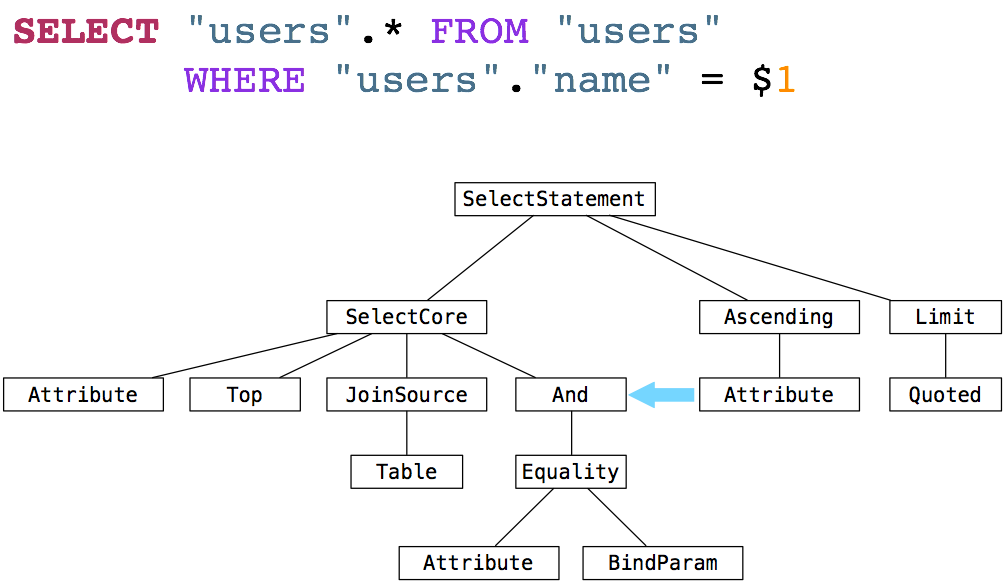 SELECT "users".* FROM "users"
WHERE "users"."name" = $1
SelectStatement
SelectCore Ascending Limit
Attribute Top JoinSource And Attribute Quoted
Table Equality
Attribute BindParam